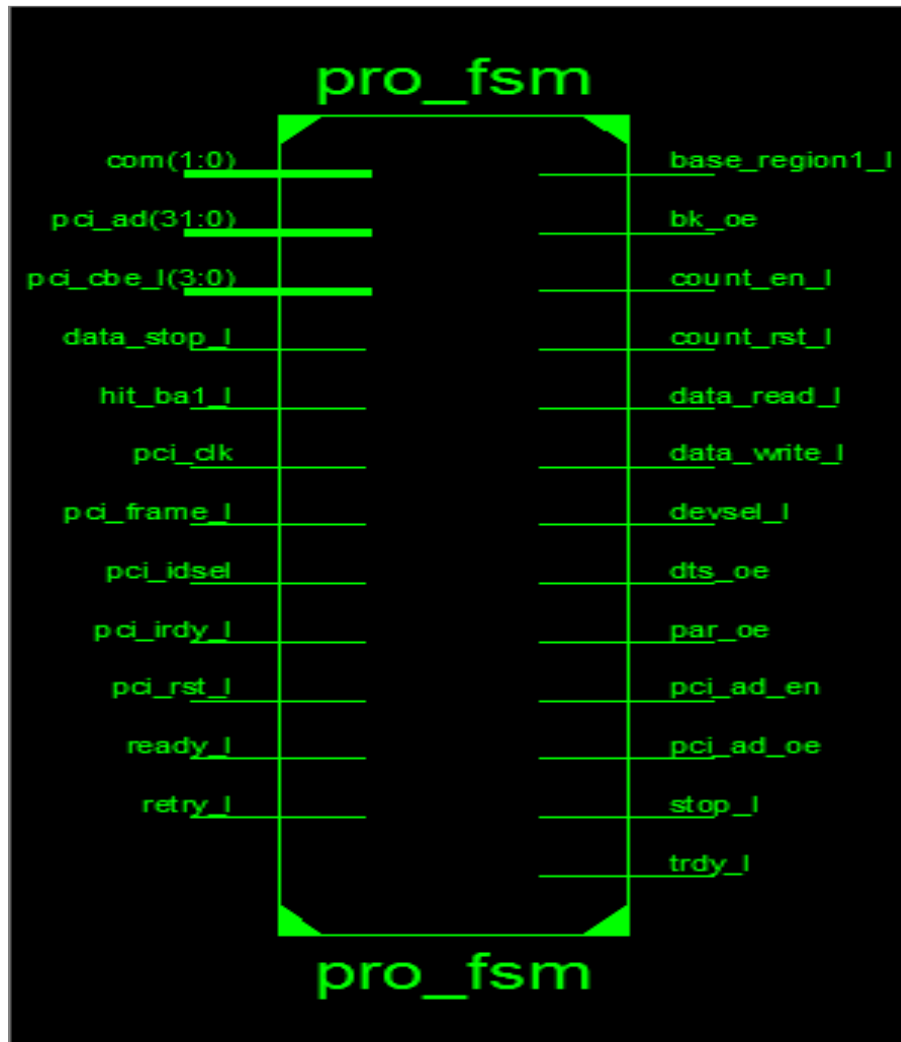 pro_fsm
com(1:0)
pci_ad(31:0)
pci_cbe_l(3:0)
data_stop_l
hit_ba1_l
pci_clk
pci_frame_l
pci_idsel
pci_irdy_l
pci_rst_l
ready_l
retry_l
base_region1_l
bk_oe
count_en_l
count_rst_l
data_read_l
data_write_l
devsel_l
dts_oe
par_oe
pci_ad_en
pci_ad_oe
stop_l
trdy_l
pro_fsm